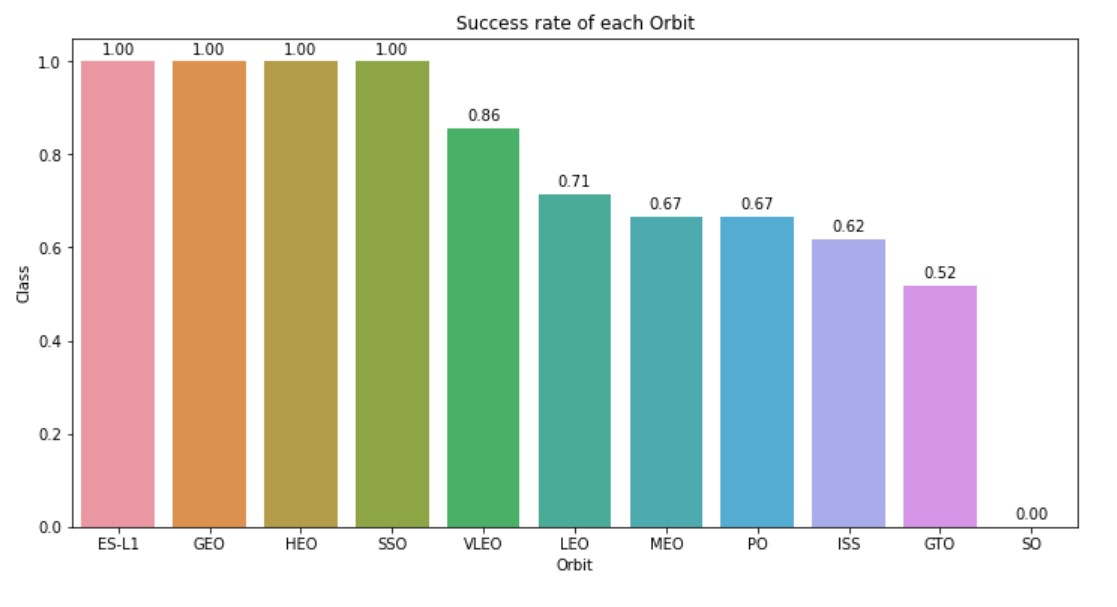 Success rate of each Orbit
1.00 1.00 1.00 1.00
1.0
0.86
0.8
0.71
0.67 0.67
0.62
0.6
0.52
Class
0.4
0.2
0.00
0.0
ES-L1 GEO HEO SSO VLEO LEO MEO PO ISS GTO SO
Orbit